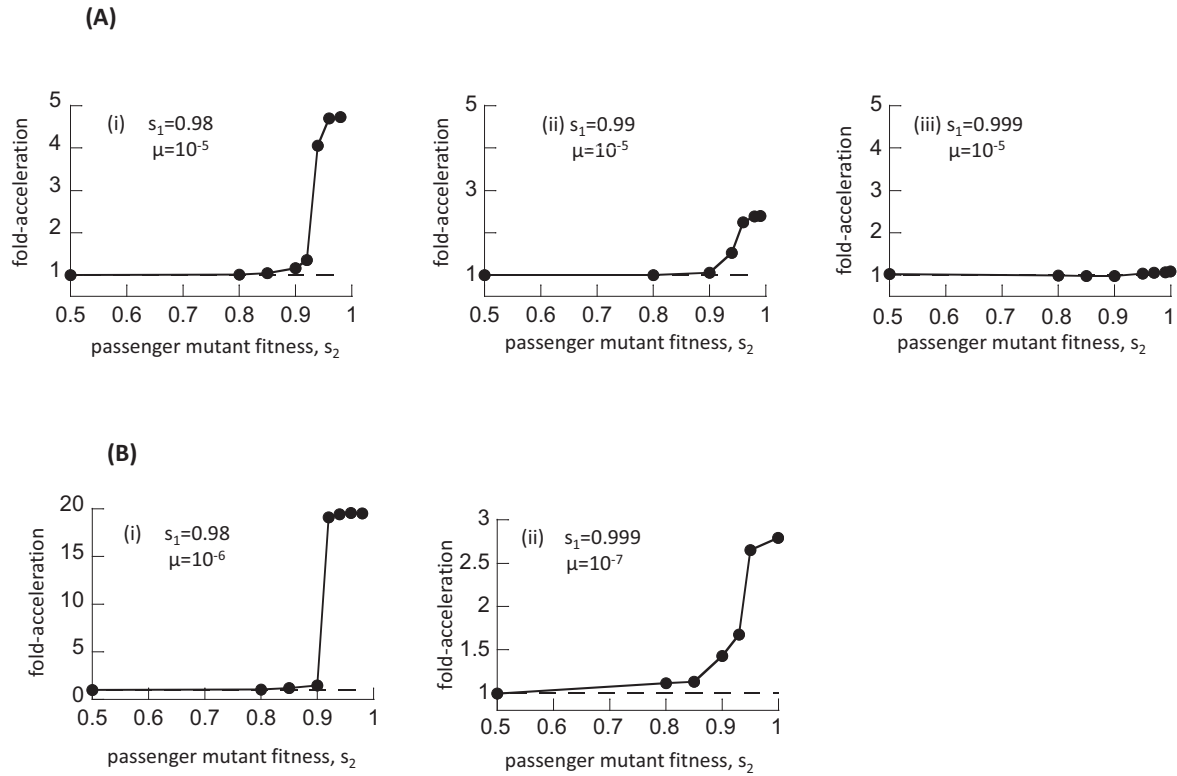 (A)
5
4
3
2
1
0.5 0.6 0.7 0.8 0.9 1
fold-acceleration
(i) s₁=0.98
μ=10⁻⁵
passenger mutant fitness, s₂
5
3
2
1
0.5 0.6 0.7 0.8 0.9 1
fold-acceleration
(ii) s₁=0.99
μ=10⁻⁵
passenger mutant fitness, s₂
5
4
3
2
1
0.5 0.6 0.7 0.8 0.9 1
fold-acceleration
(iii) s₁=0.999
μ=10⁻⁵
passenger mutant fitness, s₂
(B)
20
15
10
5
0
0.5 0.6 0.7 0.8 0.9 1
fold-acceleration
(i) s₁=0.98
μ=10⁻⁶
passenger mutant fitness, s₂
3
2.5
2
1.5
1
0.5 0.6 0.7 0.8 0.9 1
fold-acceleration
(ii) s₁=0.999
μ=10⁻⁷
passenger mutant fitness, s₂